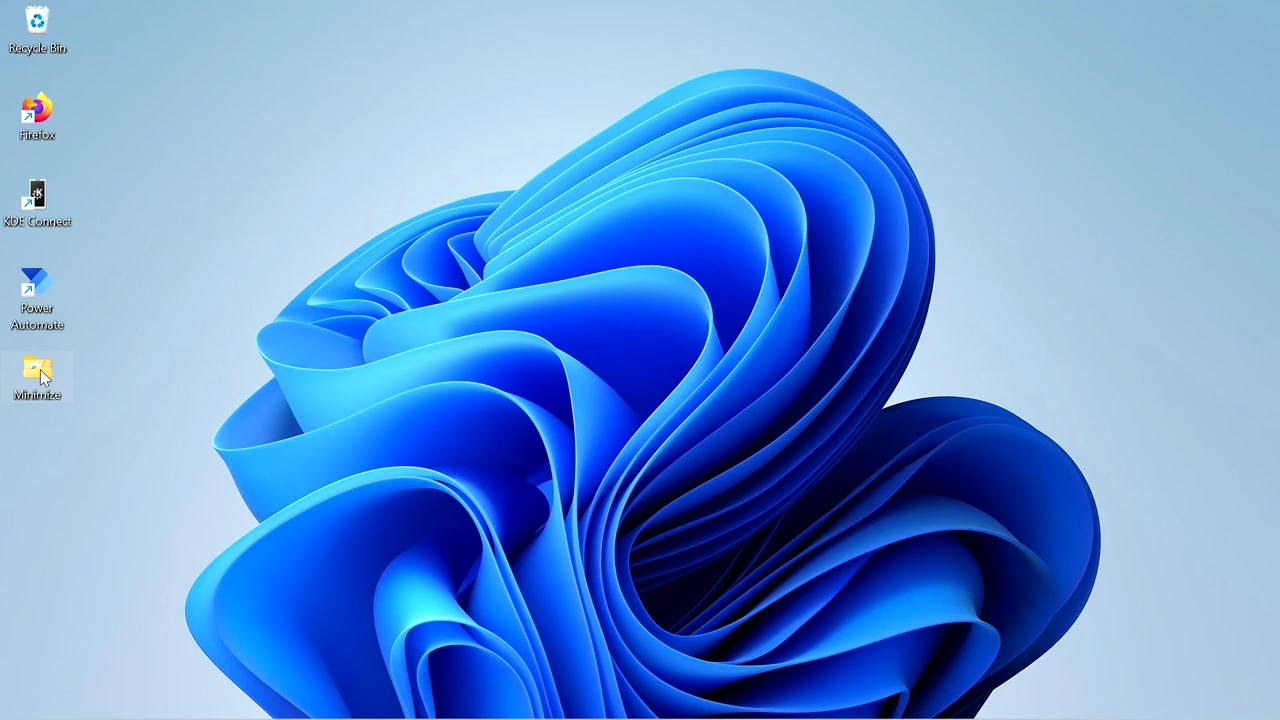 Recycle Bin
Firefox
KDE Connect
Power
Automate
Minimize